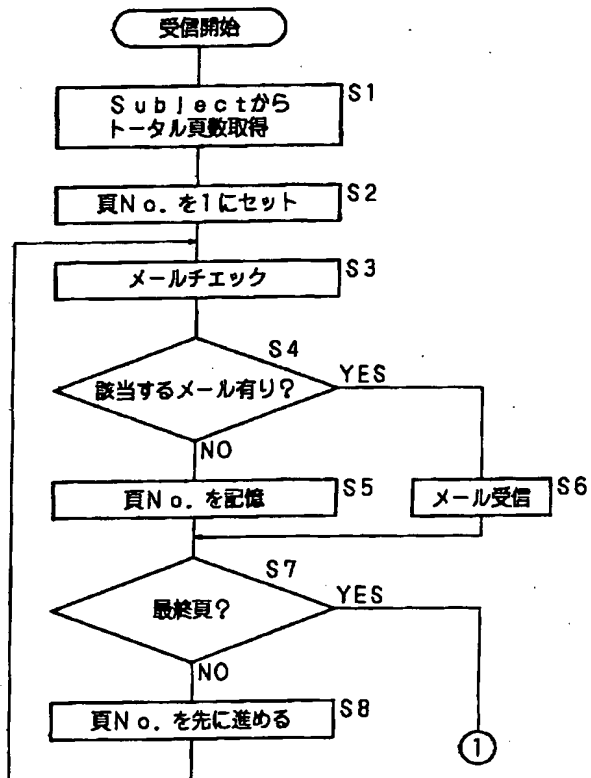 受信開始
Subjectから
トータル頁数取得
S1
頁No.を1にセット
S2
メールチェック
S3
S4
該当するメール有り?
YES
NO
頁No.を記憶
S5
メール受信
S6
S7
最終頁?
YES
NO
頁No.を先に進める
S8
1